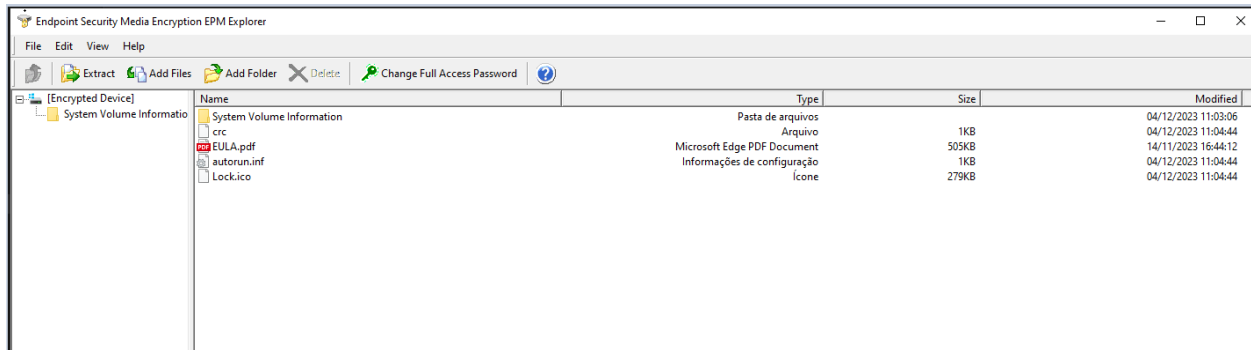 Endpoint Security Media Encryption EPM Explorer
File Edit View Help
Extract Add Files Add Folder Delete Change Full Access Password
[Encrypted Device] Name Type Size Modified
System Volume Informatio System Volume Information Pasta de arquivos 04/12/2023 11:03:06
crc Arquivo 1KB 04/12/2023 11:04:44
PDF EULA.pdf Microsoft Edge PDF Document 505KB 14/11/2023 16:44:12
autorun.inf Informações de configuração 1KB 04/12/2023 11:04:44
Lock.ico Ícone 279KB 04/12/2023 11:04:44